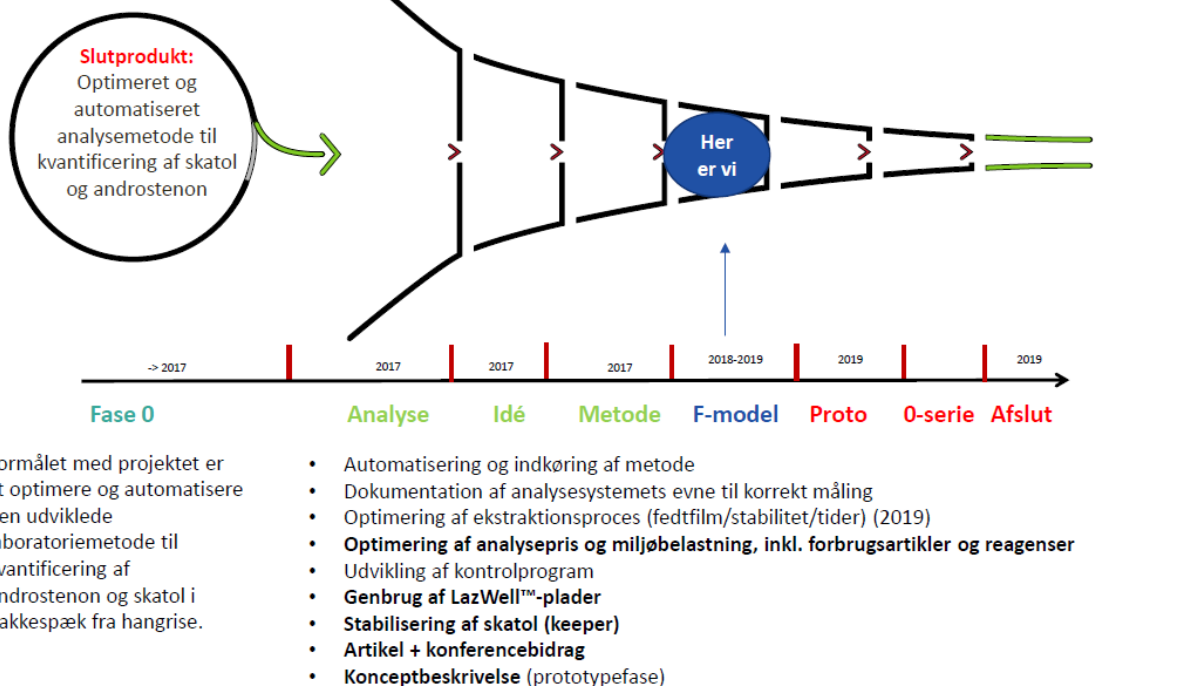 Slutprodukt:
Optimeret og
automatiseret
analysemetode til
kvantificering af skatol
og androstenon
Her
er vi
-> 2017
2017
2017
2017
2018-2019
2019
2019
Fase 0
Analyse
Idé
Metode
F-model
Proto
0-serie
Afslut
ormålet med projektet er
t optimere og automatisere
en udviklede
aboratoriemetode til
vantificering af
ndrostenon og skatol i
akkespæk fra hangrise.
• Automatisering og indkøring af metode
• Dokumentation af analysesystemets evne til korrekt måling
• Optimering af ekstraktionsproces (fedtfilm/stabilitet/tider) (2019)
• Optimering af analysepris og miljøbelastning, inkl. forbrugsartikler og reagenser
• Udvikling af kontrolprogram
• Genbrug af LazWell™-plader
• Stabilisering af skatol (keeper)
• Artikel + konferencebidrag
• Konceptbeskrivelse (prototypefase)